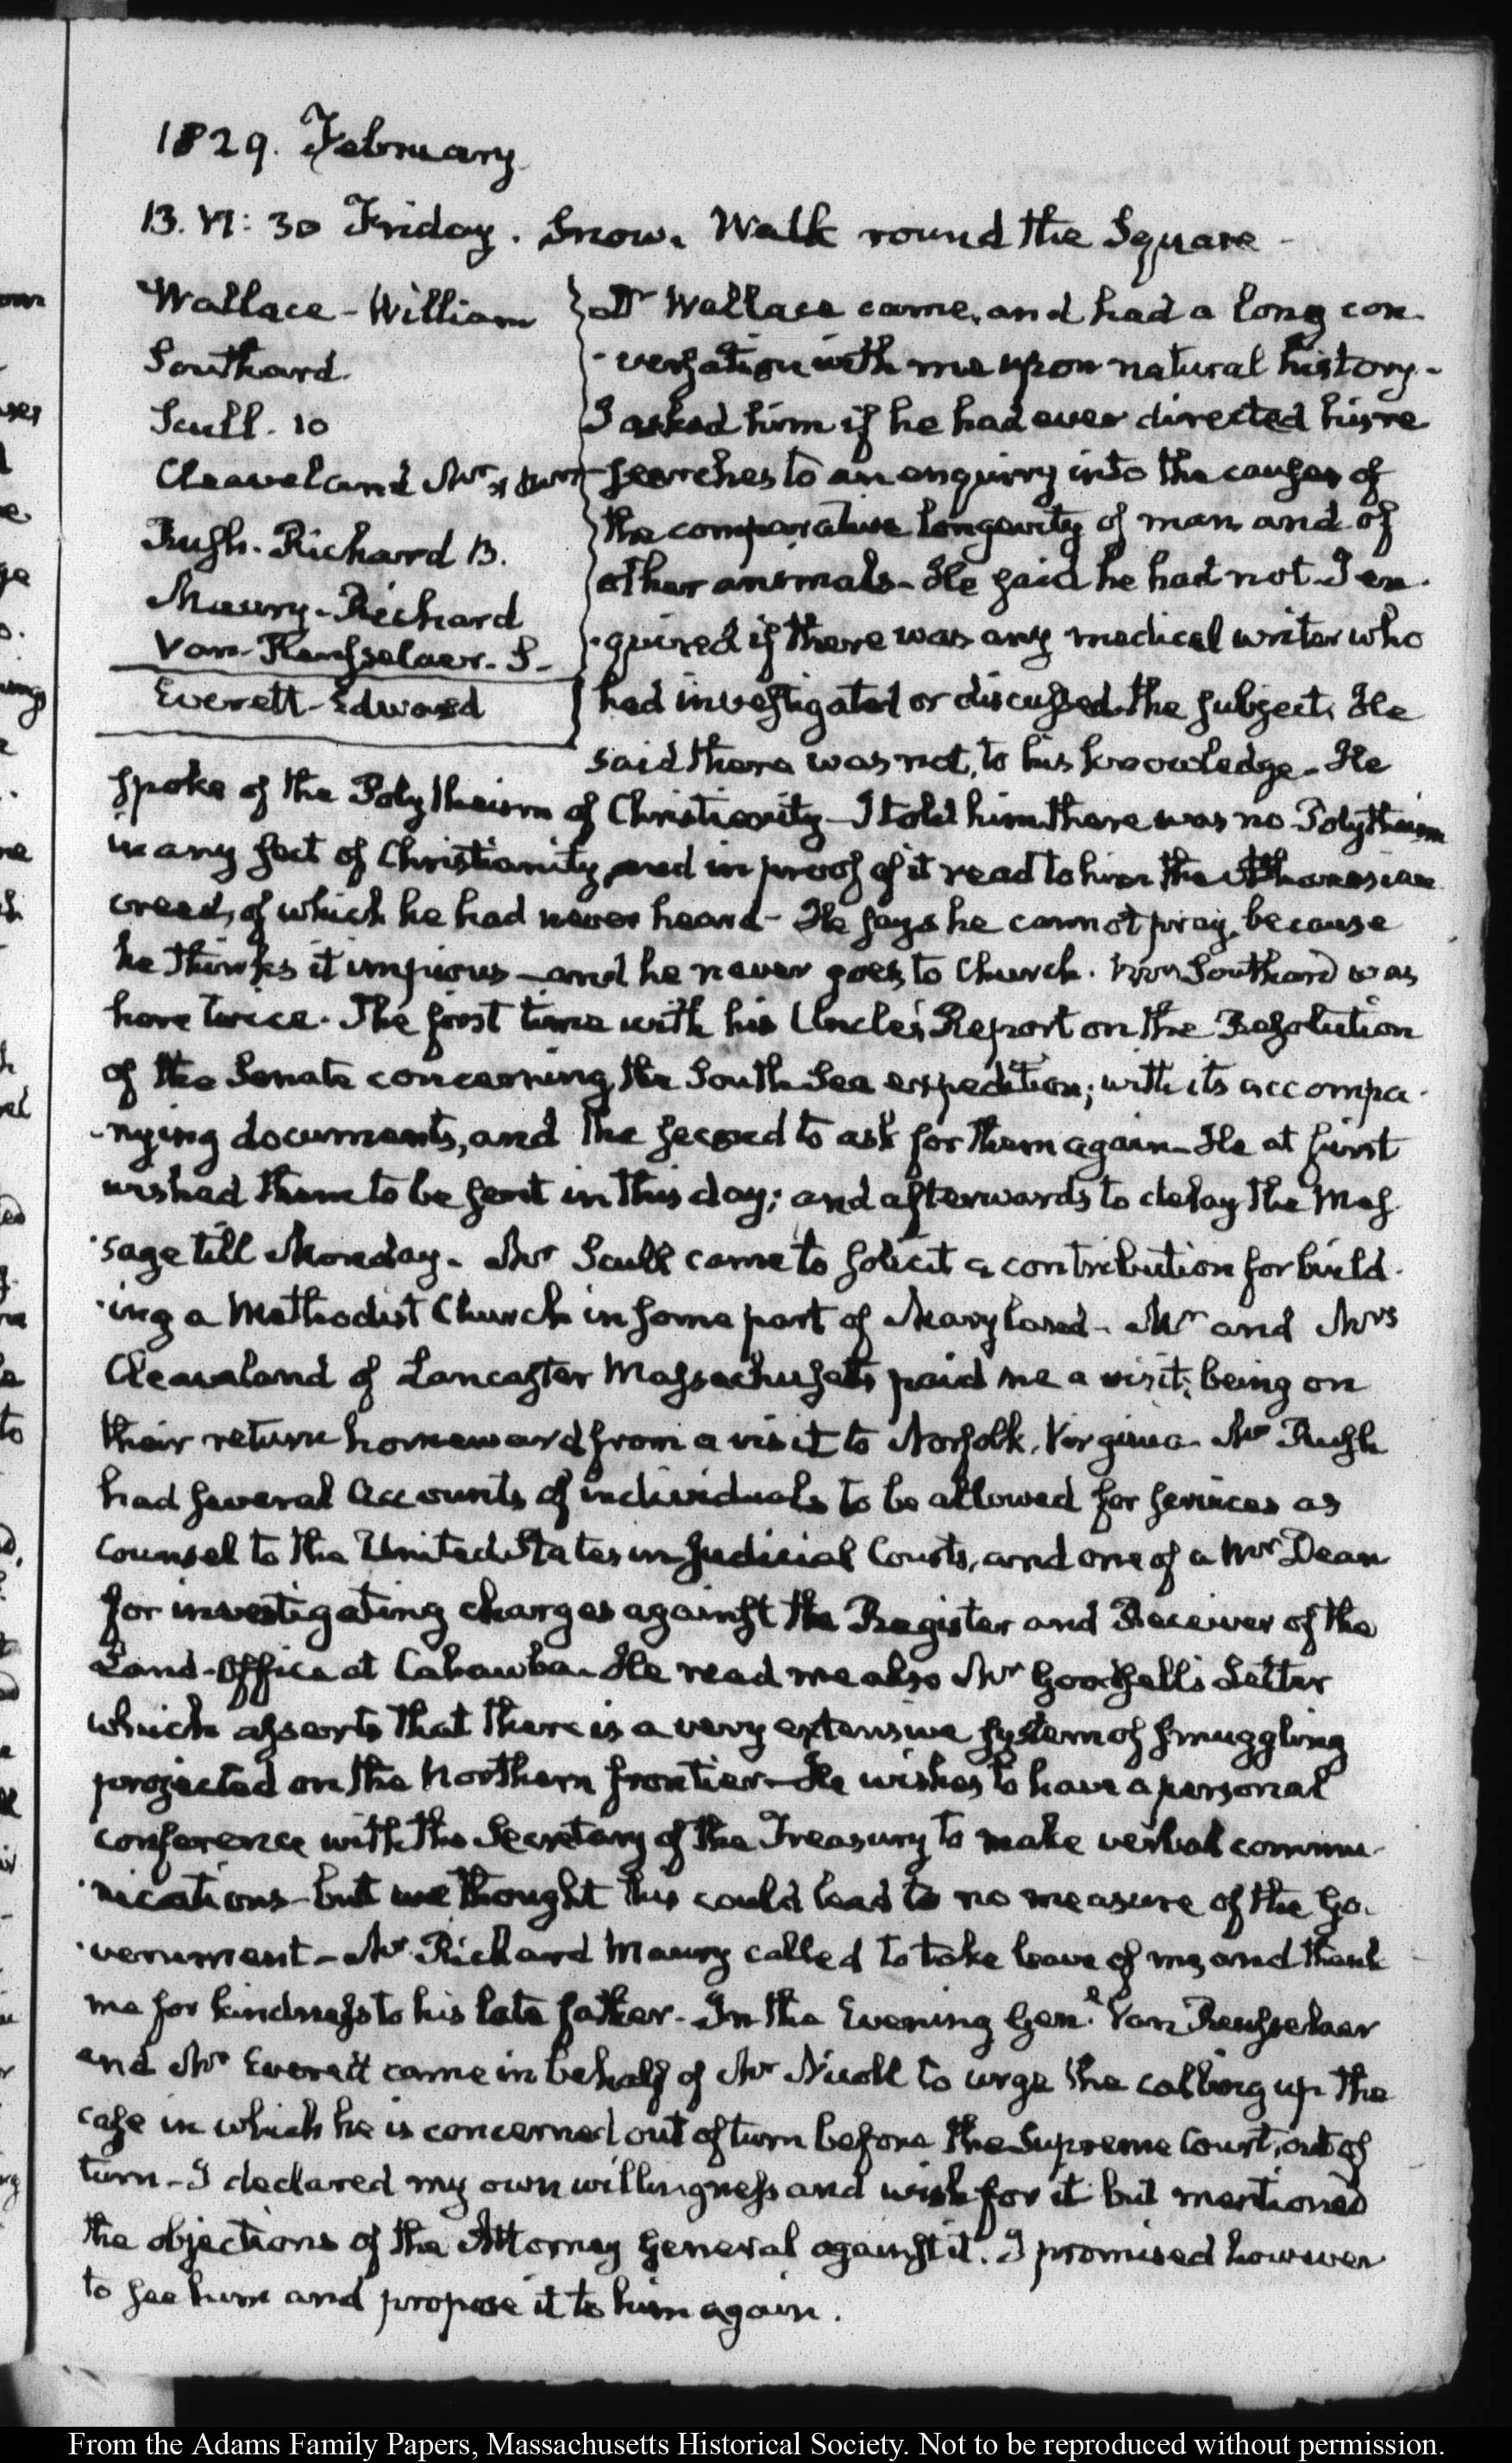 1829. February
13. VI: 30 Friday. Snow. Walk round the Square -
Wallace - William
Southard
Scull. 10
Cleaveland Mr & Mrs
Rush. Richard B.
Maury - Richard
Van-Rensselaer. S-
Everett - Edward
Dr Wallace came, and had a long con-
-versation with me upon natural history -
I asked him if he had ever directed his re
searches to an enquiry into the causes of
the comparative longevity of man and of
other animals - He said he had not - I en-
-quired if there was any medical writer who
had investigated or discussed the subject. He
said there was not, to his knowledge - He
spoke of the Polytheism of Christianity - I told him there was no Polytheism
in any sect of Christianity, and in proof of it read to him the Athanasian
creed, of which he had never heard - He says he cannot pray, because
he thinks it impious - and he never goes to Church. Southard was
here twice. The first time with his Uncle's Report on the Resolution
of the Senate concerning the South Sea expedition; with its accompa-
-nying documents, and the second to ask for them again - He at first
wished them to be sent in this day; and afterwards to delay the Mes
-sage till Monday. Mr Scull came to solicit a contribution for build-
-ing a Methodist Church in some part of Maryland - Mr and Mrs
Cleaveland of Lancaster Massachusetts paid me a visit; being on
their return homeward from a visit to Norfolk, Virginia. Mr Rush
had several accounts of individuals to be allowed for services as
Counsel to the United States in Judicial Courts, and one of a Mr Dean
for investigating charges against the Register and Receiver of the
Land-Office at Cahawba - He read me also Mr Letter
which asserts that there is a very extensive system of smuggling
projected on the Northern frontier - He wishes to have a personal
conference with the Secretary of the Treasury to make verbal commu-
-nications - but we thought this could lead to no measure of the Go-
-vernment - Mr Richard Maury called to take leave of me, and thank
me for kindness to his late father - In the Evening Genl. Van Rensselaer
and Mr Everett came in behalf of Mr Nicoll to urge the calling up the
case in which he is concerned out of turn before the Supreme Court, out of
turn - I declared my own willingness and wish for it but mentioned
the objections of the Attorney General against it. I promised however
to see him and propose it to him again.
From the Adams Family Papers, Massachusetts Historical Society. Not to be reproduced without permission.